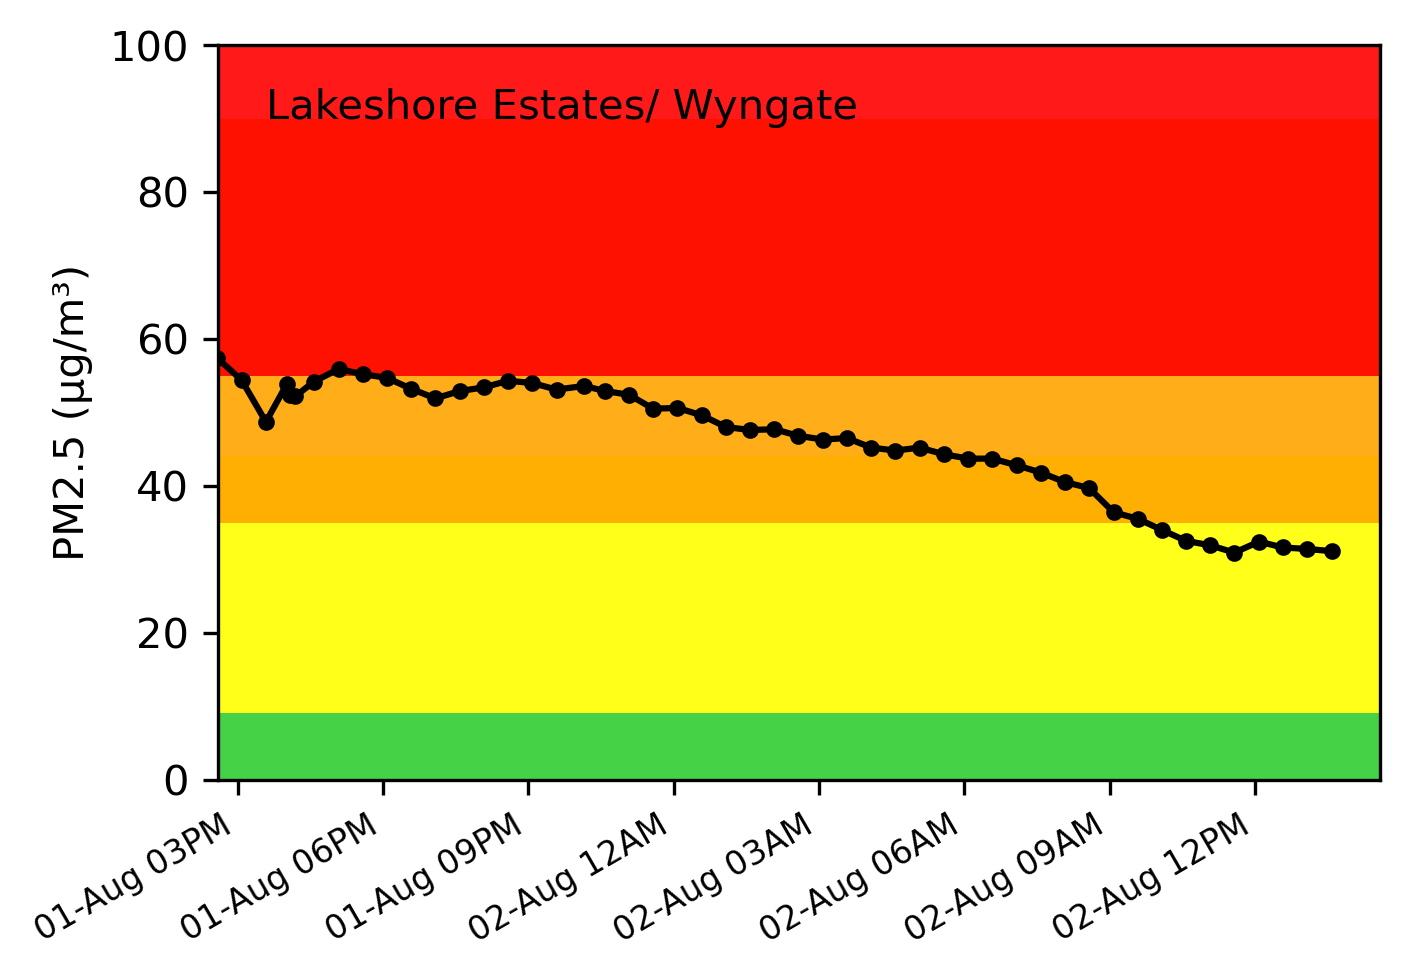 Lakeshore Estates/ Wyngate
PM2.5 (µg/m³)
100
80
60
40
20
0
01-Aug 03PM
01-Aug 06PM
01-Aug 09PM
02-Aug 12AM
02-Aug 03AM
02-Aug 06AM
02-Aug 09AM
02-Aug 12PM